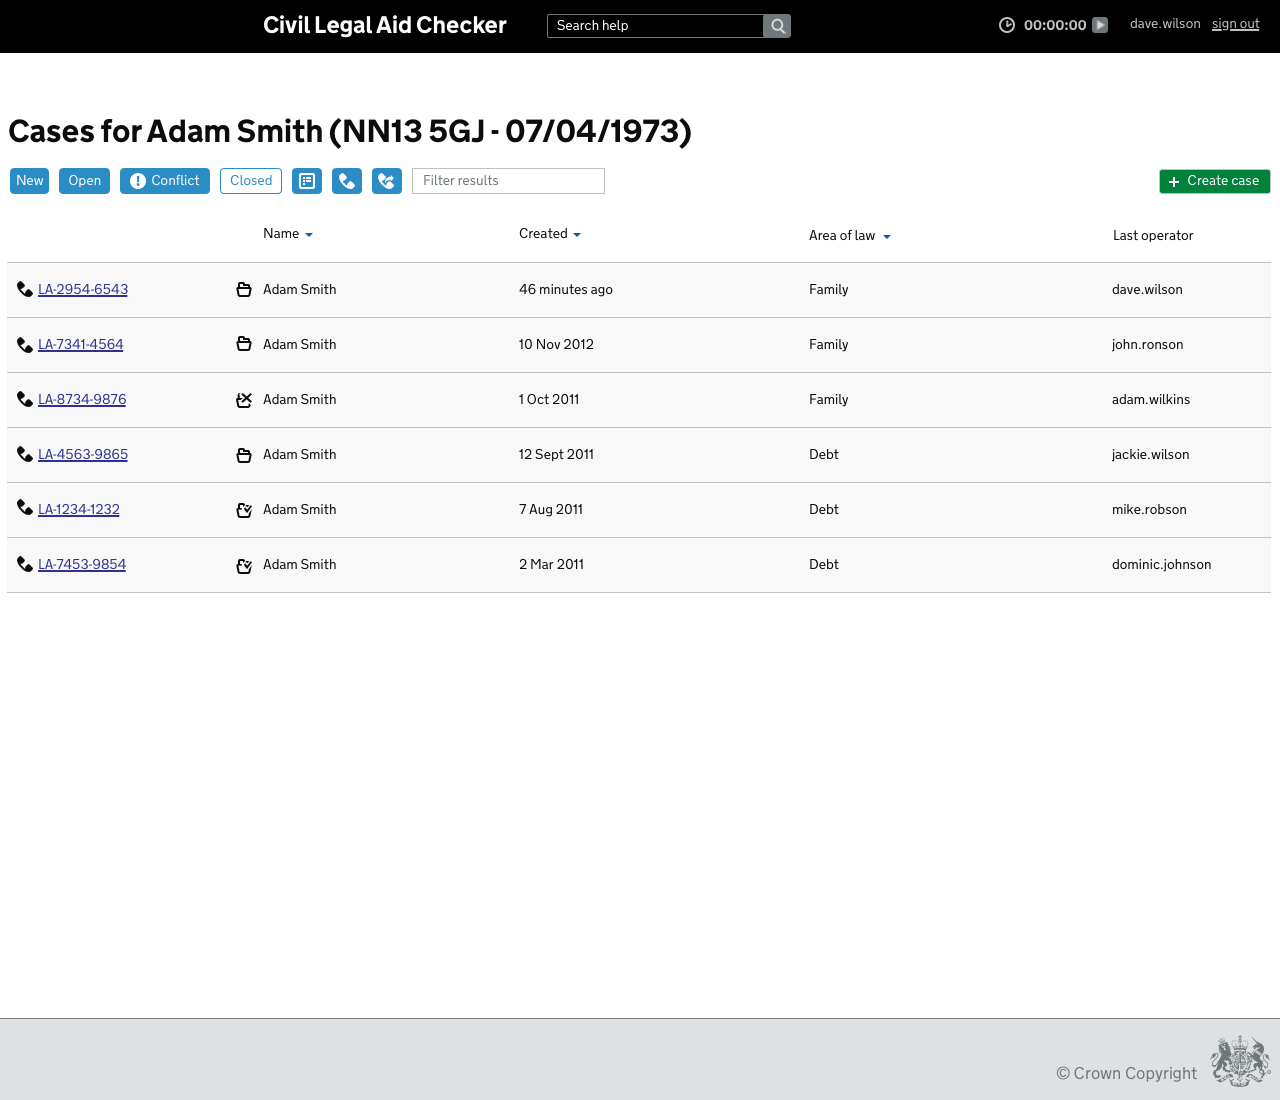 Civil Legal Aid Checker
Search help
00:00:00
dave.wilson sign out
Cases for Adam Smith (NN13 5GJ - 07/04/1973)
New Open Conflict Closed Filter results Create case
Name Created Area of law Last operator
LA-2954-6543 Adam Smith 46 minutes ago Family dave.wilson
LA-7341-4564 Adam Smith 10 Nov 2012 Family john.ronson
LA-8734-9876 Adam Smith 1 Oct 2011 Family adam.wilkins
LA-4563-9865 Adam Smith 12 Sept 2011 Debt jackie.wilson
LA-1234-1232 Adam Smith 7 Aug 2011 Debt mike.robson
LA-7453-9854 Adam Smith 2 Mar 2011 Debt dominic.johnson
© Crown Copyright